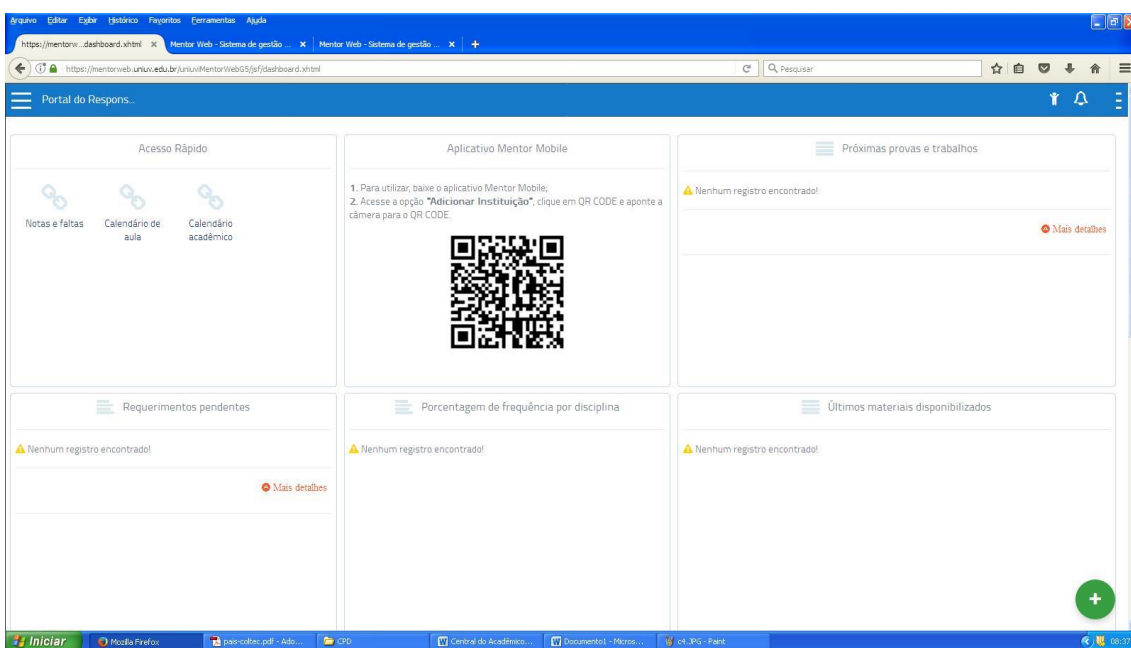 Arquivo Editar Exibir Histórico Favoritos Ferramentas Ajuda
https://mentorw...dashboard.xhtml
Mentor Web - Sistema de gestão ...
Mentor Web - Sistema de gestão ...
https://mentorweb.uniuv.edu.br/uniuvMentorWebG5/jsf/dashboard.xhtml
Pesquisar
Portal do Respons...
Acesso Rápido
Notas e faltas
Calendário de
aula
Calendário
acadêmico
Aplicativo Mentor Mobile
1. Para utilizar, baixe o aplicativo Mentor Mobile;
2. Acesse a opção "Adicionar Instituição", clique em QR CODE e aponte a
câmera para o QR CODE.
Próximas provas e trabalhos
Nenhum registro encontrado!
Mais detalhes
Requerimentos pendentes
Nenhum registro encontrado!
Mais detalhes
Porcentagem de frequência por disciplina
Nenhum registro encontrado!
Últimos materiais disponibilizados
Nenhum registro encontrado!
Iniciar
Mozilla Firefox
pais-coltec.pdf - Ado...
CPD
Central do Acadêmico...
Documento1 - Micros...
c4.JPG - Paint
08:37